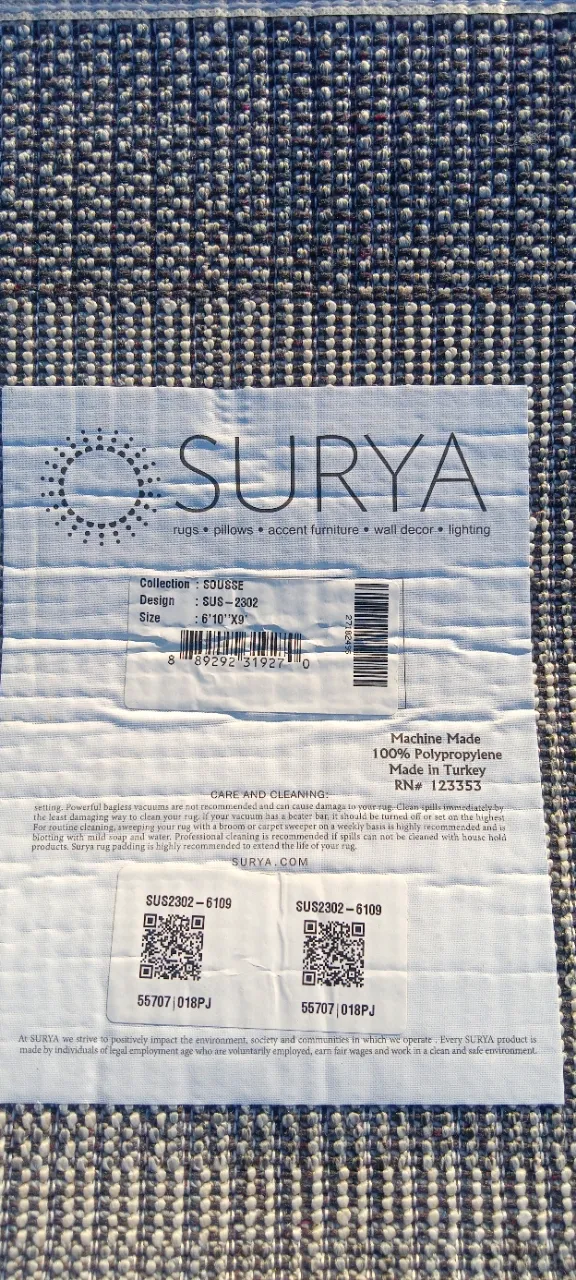 SURYA
rugs • pillows • accent furniture • wall decor • lighting
Collection : SOUSSE
Design : SUS-2302
Size : 6'10"X9'
8 89292 31927 0
Machine Made
100% Polypropylene
Made in Turkey
RN# 123353
CARE AND CLEANING:
setting. Powerful bagless vacuums are not recommended and can cause damaga to your rug. Clean spills immediately by
the least damaging way to clean your rug. if your vacuum has a beater bar, it should be turned off or set on the highest
For routine cleaning, sweeping your rug with a broom or carpet sweeper on a weekly basis is highly recommended and is
blotting with mild soap and water. Professional cleaning is recommended if spills can not be cleaned with house hold
products. Surya rug padding is highly recommended to extend the life of your rug.
SURYA.COM
SUS2302-6109 SUS2302-6109
55707|018PJ 55707|018PJ
At SURYA we strive to positively impact the environment, society and communities in which we operate . Every SURYA product is
made by individuals of legal employment age who are voluntarily employed, earn fair wages and work in a clean and safe environment.